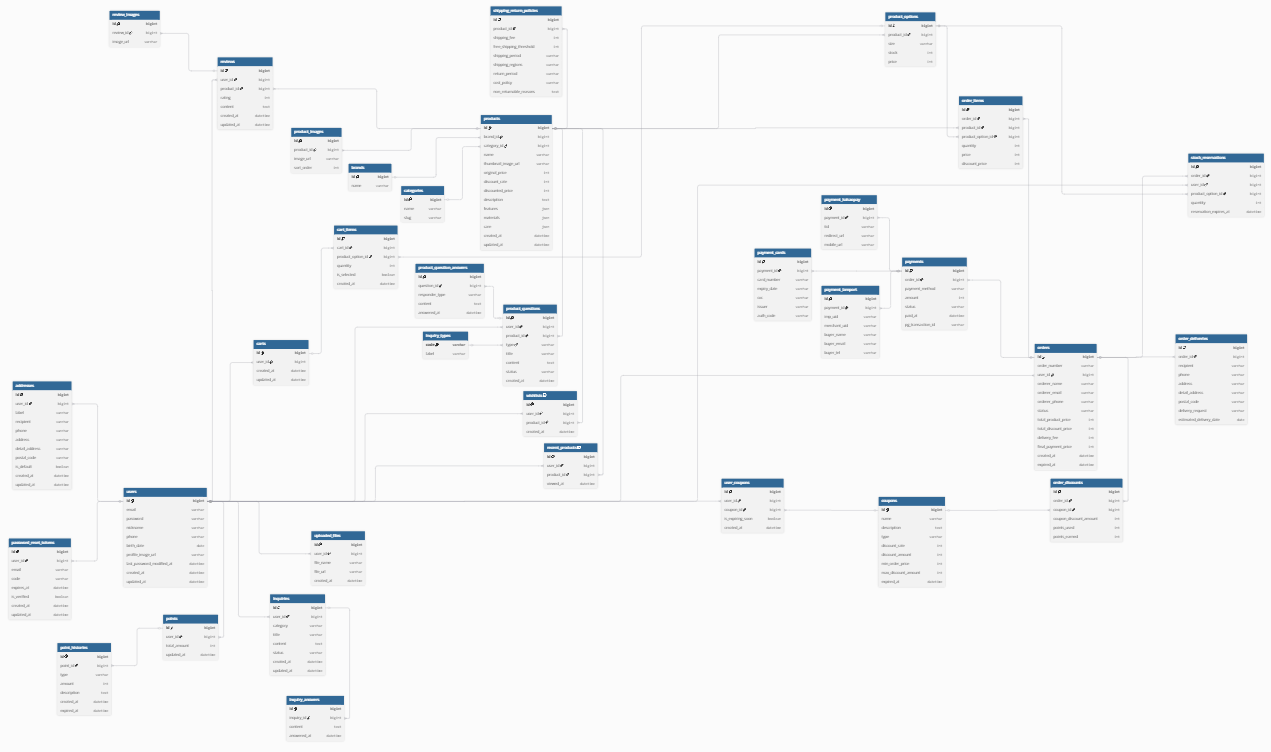 review_images
id bigint
review_id bigint
image_url varchar
reviews
id bigint
user_id bigint
product_id bigint
rating int
content text
created_at datetime
updated_at datetime
shipping_return_policies
id bigint
product_id bigint
shipping_fee int
free_shipping_threshold int
shipping_period varchar
shipping_regions varchar
return_period varchar
exchange_policy
product_options
id bigint
product_id bigint
stock int
price int
product_images
id bigint
product_id bigint
image_url varchar
sort_order int
brands
id bigint
name varchar
categories
id bigint
name varchar
slug varchar
products
id bigint
brand_id bigint
category_id bigint
name varchar
thumbnail_image_url varchar
original_price int
discount_rate int
discounted_price int
description text
features json
materials json
care json
created_at datetime
updated_at datetime
order_items
id bigint
order_id bigint
product_id bigint
product_option_id bigint
quantity int
price int
discount_price int
stock_reservations
id bigint
order_id bigint
user_id bigint
product_option_id bigint
quantity int
reservation_expires_at datetime
cart_items
id bigint
cart_id bigint
product_option_id bigint
quantity int
is_selected boolean
created_at datetime
product_question_answers
id bigint
question_id bigint
responder_type varchar
content text
answered_at datetime
product_questions
id bigint
user_id bigint
product_id bigint
type varchar
title varchar
content text
status varchar
created_at datetime
inquiry_types
code varchar
label varchar
payment_cards
id bigint
payment_id bigint
card_number varchar
expiry_date varchar
issuer varchar
auth_code varchar
payment_kakaopay
id bigint
payment_id bigint
tid varchar
redirect_url varchar
mobile_url varchar
payment_iamport
id bigint
payment_id bigint
imp_uid varchar
merchant_uid varchar
buyer_name varchar
buyer_email varchar
buyer_tel varchar
payments
id bigint
order_id bigint
payment_method varchar
amount int
status varchar
paid_at datetime
pg_transaction_id varchar
carts
id bigint
user_id bigint
created_at datetime
updated_at datetime
orders
id bigint
order_number varchar
user_id bigint
orderer_name varchar
orderer_email varchar
orderer_phone varchar
status varchar
total_product_price int
total_discount_price int
delivery_fee int
final_payment_price int
created_at datetime
expired_at datetime
order_deliveries
id bigint
order_id bigint
recipient varchar
phone varchar
address varchar
detail_address varchar
postal_code varchar
delivery_request varchar
estimated_delivery_date date
addresses
id bigint
user_id bigint
label varchar
recipient varchar
phone varchar
address varchar
detail_address varchar
postal_code varchar
is_default boolean
created_at datetime
updated_at datetime
id bigint
user_id bigint
product_id bigint
created_at datetime
recent_products
id bigint
user_id bigint
product_id bigint
viewed_at datetime
users
id bigint
email varchar
password varchar
nickname varchar
phone varchar
birth_date date
profile_image_url varchar
last_password_modified_at datetime
created_at datetime
updated_at datetime
user_coupons
id bigint
user_id bigint
coupon_id bigint
is_expiring_soon boolean
created_at datetime
coupons
id bigint
name varchar
description text
type varchar
discount_rate int
discount_amount int
min_order_price int
max_discount_amount int
expired_at datetime
order_discounts
id bigint
order_id bigint
coupon_id bigint
coupon_discount_amount int
points_used int
points_earned int
password_reset_tokens
id bigint
user_id bigint
email varchar
code varchar
expires_at datetime
is_verified boolean
created_at datetime
updated_at datetime
uploaded_files
id bigint
user_id bigint
file_name varchar
file_url varchar
created_at datetime
inquiries
id bigint
user_id bigint
category varchar
title varchar
content text
status varchar
created_at datetime
updated_at datetime
points
id bigint
user_id bigint
total_amount int
updated_at datetime
point_histories
id bigint
point_id bigint
type varchar
amount int
description text
created_at datetime
expired_at datetime
inquiry_answers
id bigint
inquiry_id bigint
content text
answered_at datetime